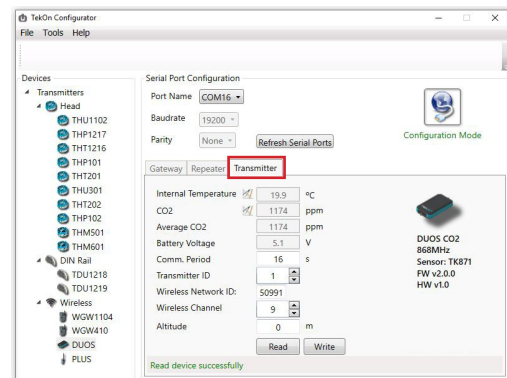 TekOn Configurator
File Tools Help
Devices
Transmitters
Head
THU1102
THP1217
THT1216
THP101
THT201
THU301
THT202
THP102
THM501
THM601
DIN Rail
TDU1218
TDU1219
Wireless
WGW1104
WGW410
DUOS
PLUS
Serial Port Configuration
Port Name COM16
Baudrate 19200
Parity None Refresh Serial Ports
Configuration Mode
Gateway Repeater Transmitter
Internal Temperature 19.9 ºC
CO2 1174 ppm
Average CO2 1174 ppm
Battery Voltage 5.1 V
Comm. Period 16 s
Transmitter ID 1
Wireless Network ID: 50991
Wireless Channel 9
Altitude 0 m
Read Write
DUOS CO2
868MHz
Sensor: TK871
FW v2.0.0
HW v1.0
Read device successfully